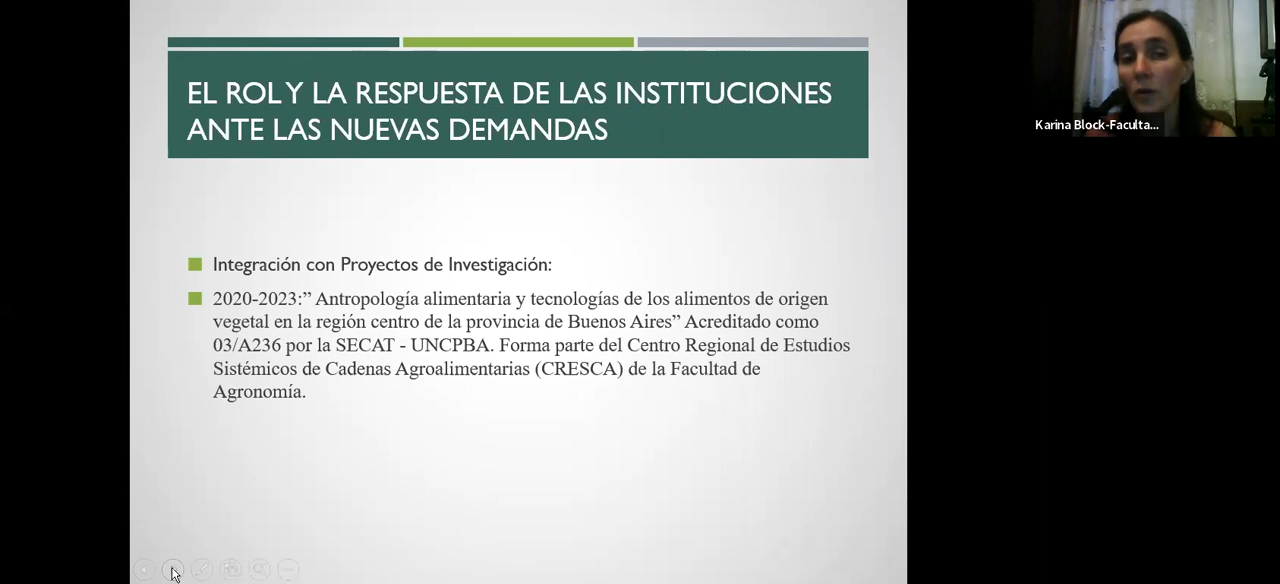 EL ROL Y LA RESPUESTA DE LAS INSTITUCIONES
ANTE LAS NUEVAS DEMANDAS
Integración con Proyectos de Investigación:
2020-2023:” Antropología alimentaria y tecnologías de los alimentos de origen
vegetal en la región centro de la provincia de Buenos Aires” Acreditado como
03/A236 por la SECAT - UNCPBA. Forma parte del Centro Regional de Estudios
Sistémicos de Cadenas Agroalimentarias (CRESCA) de la Facultad de
Agronomía.
Karina Block-Faculta...